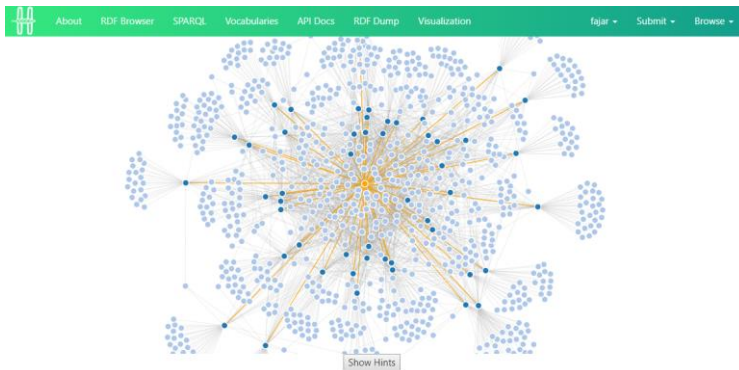 About RDF Browser SPARQL Vocabularies API Docs RDF Dump Visualization fajar Submit Browse
Show Hints